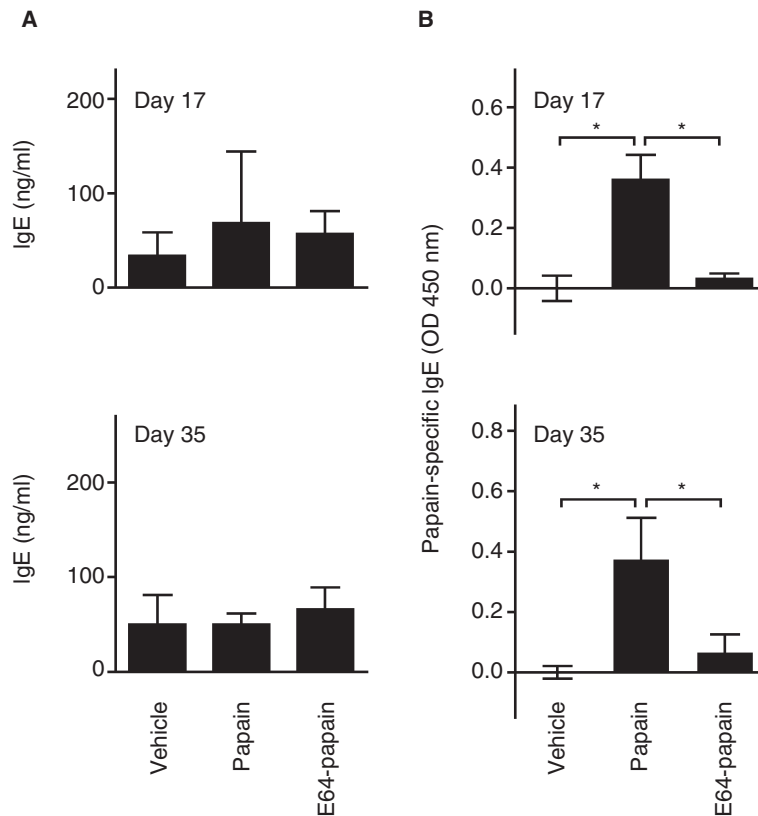 A
IgE (ng/ml)
Day 17
200
100
0
IgE (ng/ml)
Day 35
200
100
0
Vehicle
Papain
E64-papain
B
Papain-specific IgE (OD 450 nm)
Day 17
0.6
* *
0.4
0.2
0.0
Day 35
0.8
0.6
* *
0.4
0.2
0.0
Vehicle
Papain
E64-papain